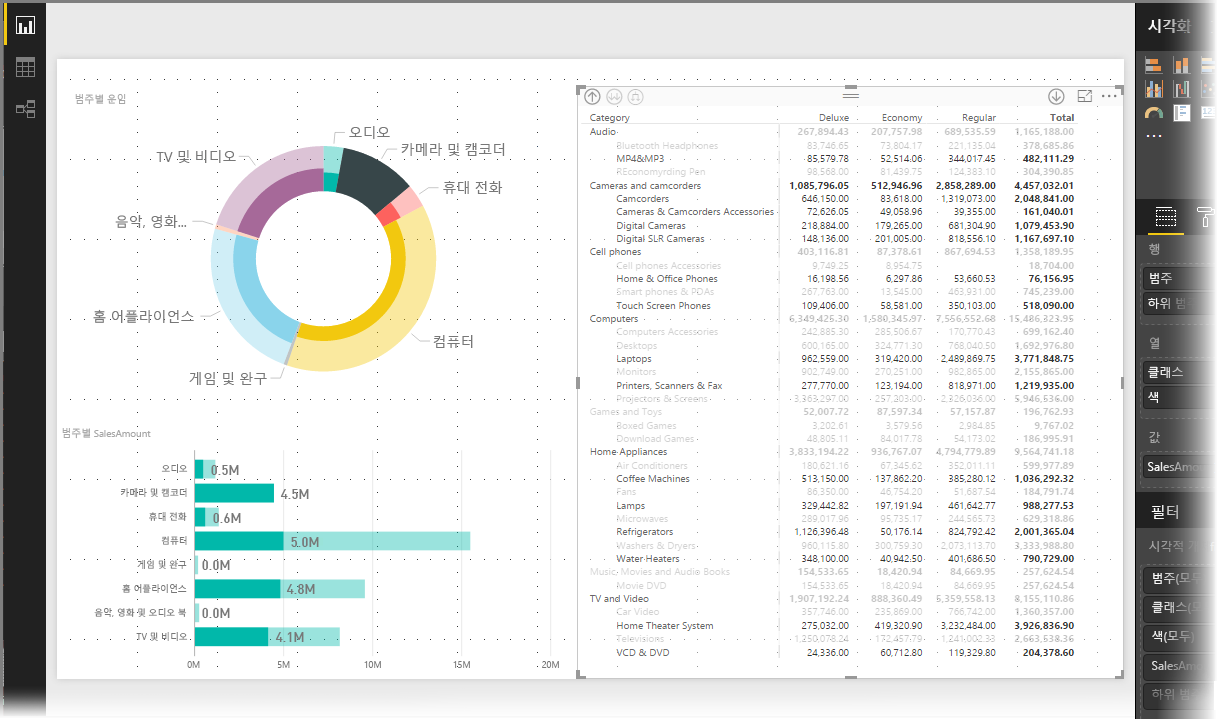 범주별 운임
오디오
카메라 및 캠코더
휴대 전화
컴퓨터
게임 및 완구
홈 어플라이언스
음악, 영화...
TV 및 비디오
범주별 SalesAmount
오디오 0.5M
카메라 및 캠코더 4.5M
휴대 전화 0.6M
컴퓨터 5.0M
게임 및 완구 0.0M
홈 어플라이언스 4.8M
음악, 영화 및 오디오 북 0.0M
TV 및 비디오 4.1M
0M 5M 10M 15M 20M
Category Deluxe Economy Regular Total
Audio 267,894.43 207,757.98 689,535.59 1,165,188.00
Bluetooth Headphones 83,746.65 73,804.17 221,135.04 378,685.86
MP4&MP3 85,579.78 52,514.06 344,017.45 482,111.29
REconomyrding Pen 98,568.00 81,439.75 124,383.10 304,390.85
Cameras and camcorders 1,085,796.05 512,946.96 2,858,289.00 4,457,032.01
Camcorders 646,150.00 83,618.00 1,319,073.00 2,048,841.00
Cameras & Camcorders Accessories 72,626.05 49,058.96 39,355.00 161,040.01
Digital Cameras 218,884.00 179,265.00 681,304.90 1,079,453.90
Digital SLR Cameras 148,136.00 201,005.00 818,556.10 1,167,697.10
Cell phones 403,116.81 87,378.61 867,694.53 1,358,189.95
Cell phones Accessories 9,749.25 8,954.75 18,704.00
Home & Office Phones 16,198.56 6,297.86 53,660.53 76,156.95
Smart phones & PDAs 267,763.00 13,545.00 463,931.00 745,239.00
Touch Screen Phones 109,406.00 58,581.00 350,103.00 518,090.00
Computers 6,349,425.30 1,580,345.97 7,556,552.68 15,486,323.95
Computers Accessories 242,885.30 285,506.67 170,770.43 699,162.40
Desktops 600,165.00 324,771.30 768,040.50 1,692,976.80
Laptops 962,559.00 319,420.00 2,489,869.75 3,771,848.75
Monitors 902,749.00 270,251.00 982,865.00 2,155,865.00
Printers, Scanners & Fax 277,770.00 123,194.00 818,971.00 1,219,935.00
Projectors & Screens 3,363,297.00 257,303.00 2,326,036.00 5,946,536.00
Games and Toys 52,007.72 87,597.34 57,157.87 196,762.93
Boxed Games 3,202.61 3,579.56 2,984.85 9,767.02
Download Games 48,805.11 84,017.78 54,173.02 186,995.91
Home Appliances 3,833,194.22 936,767.07 4,794,779.89 9,564,741.18
Air Conditioners 180,621.16 67,345.62 352,011.11 599,977.89
Coffee Machines 513,150.00 137,862.20 385,280.12 1,036,292.32
Fans 86,350.00 46,754.20 51,687.54 184,791.74
Lamps 329,442.82 197,191.94 461,642.77 988,277.53
Microwaves 289,017.96 95,735.17 244,565.73 629,318.86
Refrigerators 1,126,396.48 50,176.14 824,792.42 2,001,365.04
Washers & Dryers 960,115.80 300,759.30 2,073,113.70 3,333,988.80
Water Heaters 348,100.00 40,942.50 401,686.50 790,729.00
Music, Movies and Audio Books 154,533.65 18,420.94 84,669.95 257,624.54
Movie DVD 154,533.65 18,420.94 84,669.95 257,624.54
TV and Video 1,907,192.24 888,360.49 5,359,558.13 8,155,110.86
Car Video 357,746.00 235,869.00 766,742.00 1,360,357.00
Home Theater System 275,032.00 419,320.90 3,232,484.00 3,926,836.90
Televisions 1,250,078.24 172,457.79 1,241,002.33 2,663,538.36
VCD & DVD 24,336.00 60,712.80 119,329.80 204,378.60
시각화
행
범주
하위 범
열
클래스
색
값
SalesAmo
필터
시각적
범주(모두
클래스(모
색(모두)
SalesAmo
하위 범